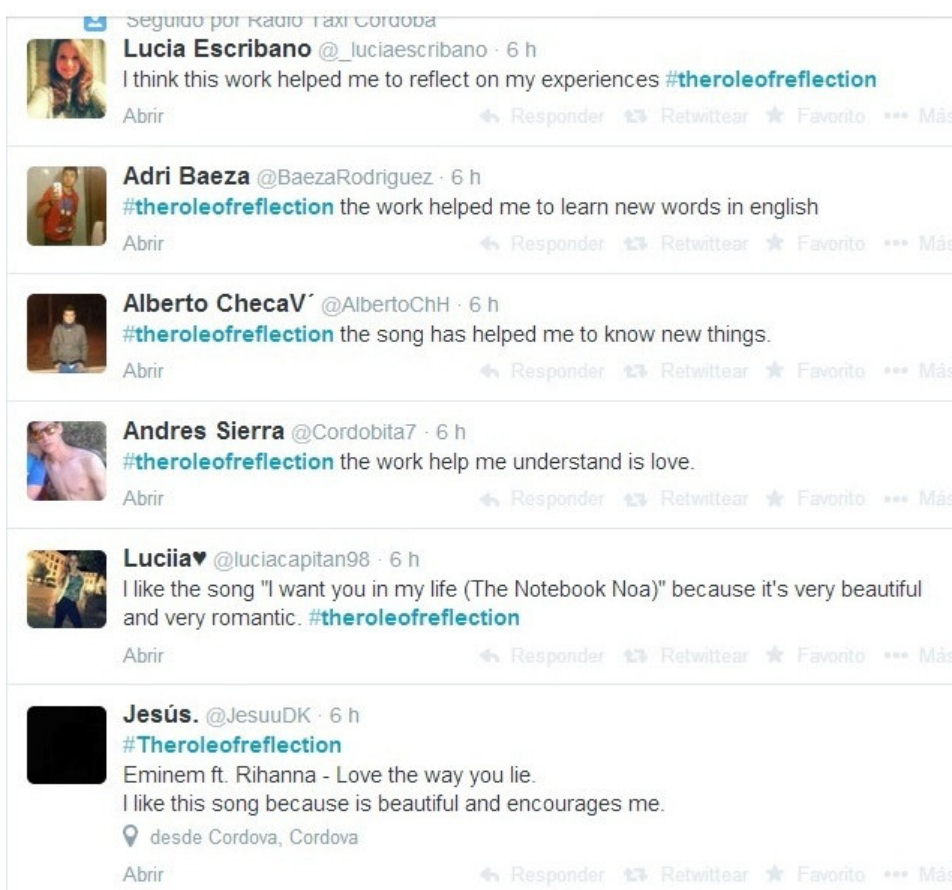 Seguido por Radio Taxi Córdoba
Lucia Escribano @_luciaescribano · 6 h
I think this work helped me to reflect on my experiences #theroleofreflection
Abrir Responder Retwittear Favorito Más
Adri Baeza @BaezaRodriguez · 6 h
#theroleofreflection the work helped me to learn new words in english
Abrir Responder Retwittear Favorito Más
Alberto ChecaV´ @AlbertoChH · 6 h
#theroleofreflection the song has helped me to know new things.
Abrir Responder Retwittear Favorito Más
Andres Sierra @Cordobita7 · 6 h
#theroleofreflection the work help me understand is love.
Abrir Responder Retwittear Favorito Más
Luciia♥ @luciacapitan98 · 6 h
I like the song "I want you in my life (The Notebook Noa)" because it's very beautiful
and very romantic. #theroleofreflection
Abrir Responder Retwittear Favorito Más
Jesús. @JesuuDK · 6 h
#Theroleofreflection
Eminem ft. Rihanna - Love the way you lie.
I like this song because is beautiful and encourages me.
desde Cordova, Cordova
Abrir Responder Retwittear Favorito Más